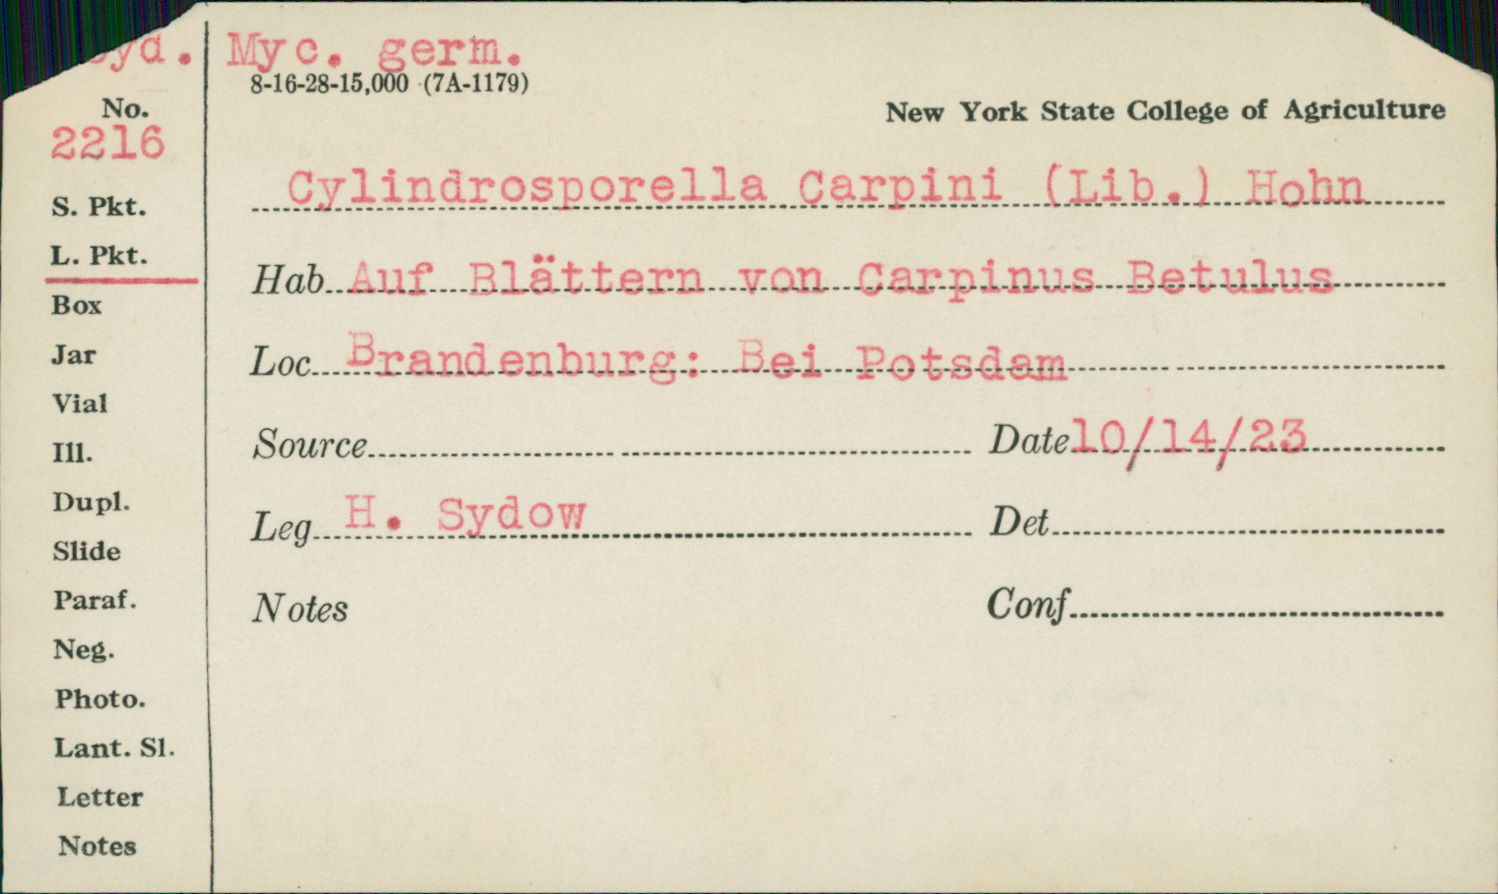 yd. Myc. germ.
8-16-28-15,000 (7A-1179)
New York State College of Agriculture
No.
2216
Cylindrosporella Carpini (Lib.) Hohn
S. Pkt.
L. Pkt.
Hab. Auf Blättern von Carpinus Betulus
Box
Loc. Brandenburg: Bei Potsdam
Jar
Vial
Source Date 10/14/23
Ill.
Dupl.
Leg. H. Sydow Det.
Slide
Paraf.
Notes Conf.
Neg.
Photo.
Lant. Sl.
Letter
Notes